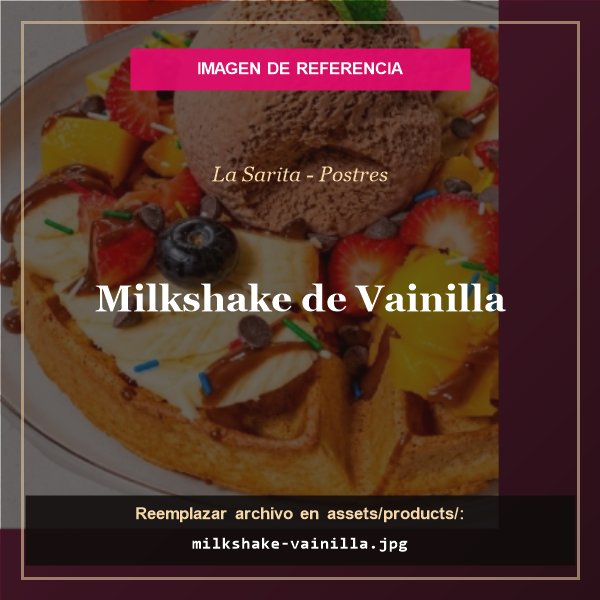 IMAGEN DE REFERENCIA
La Sarita - Postres
Milkshake de Vainilla
Reemplazar archivo en assets/products/:
milkshake-vainilla.jpg